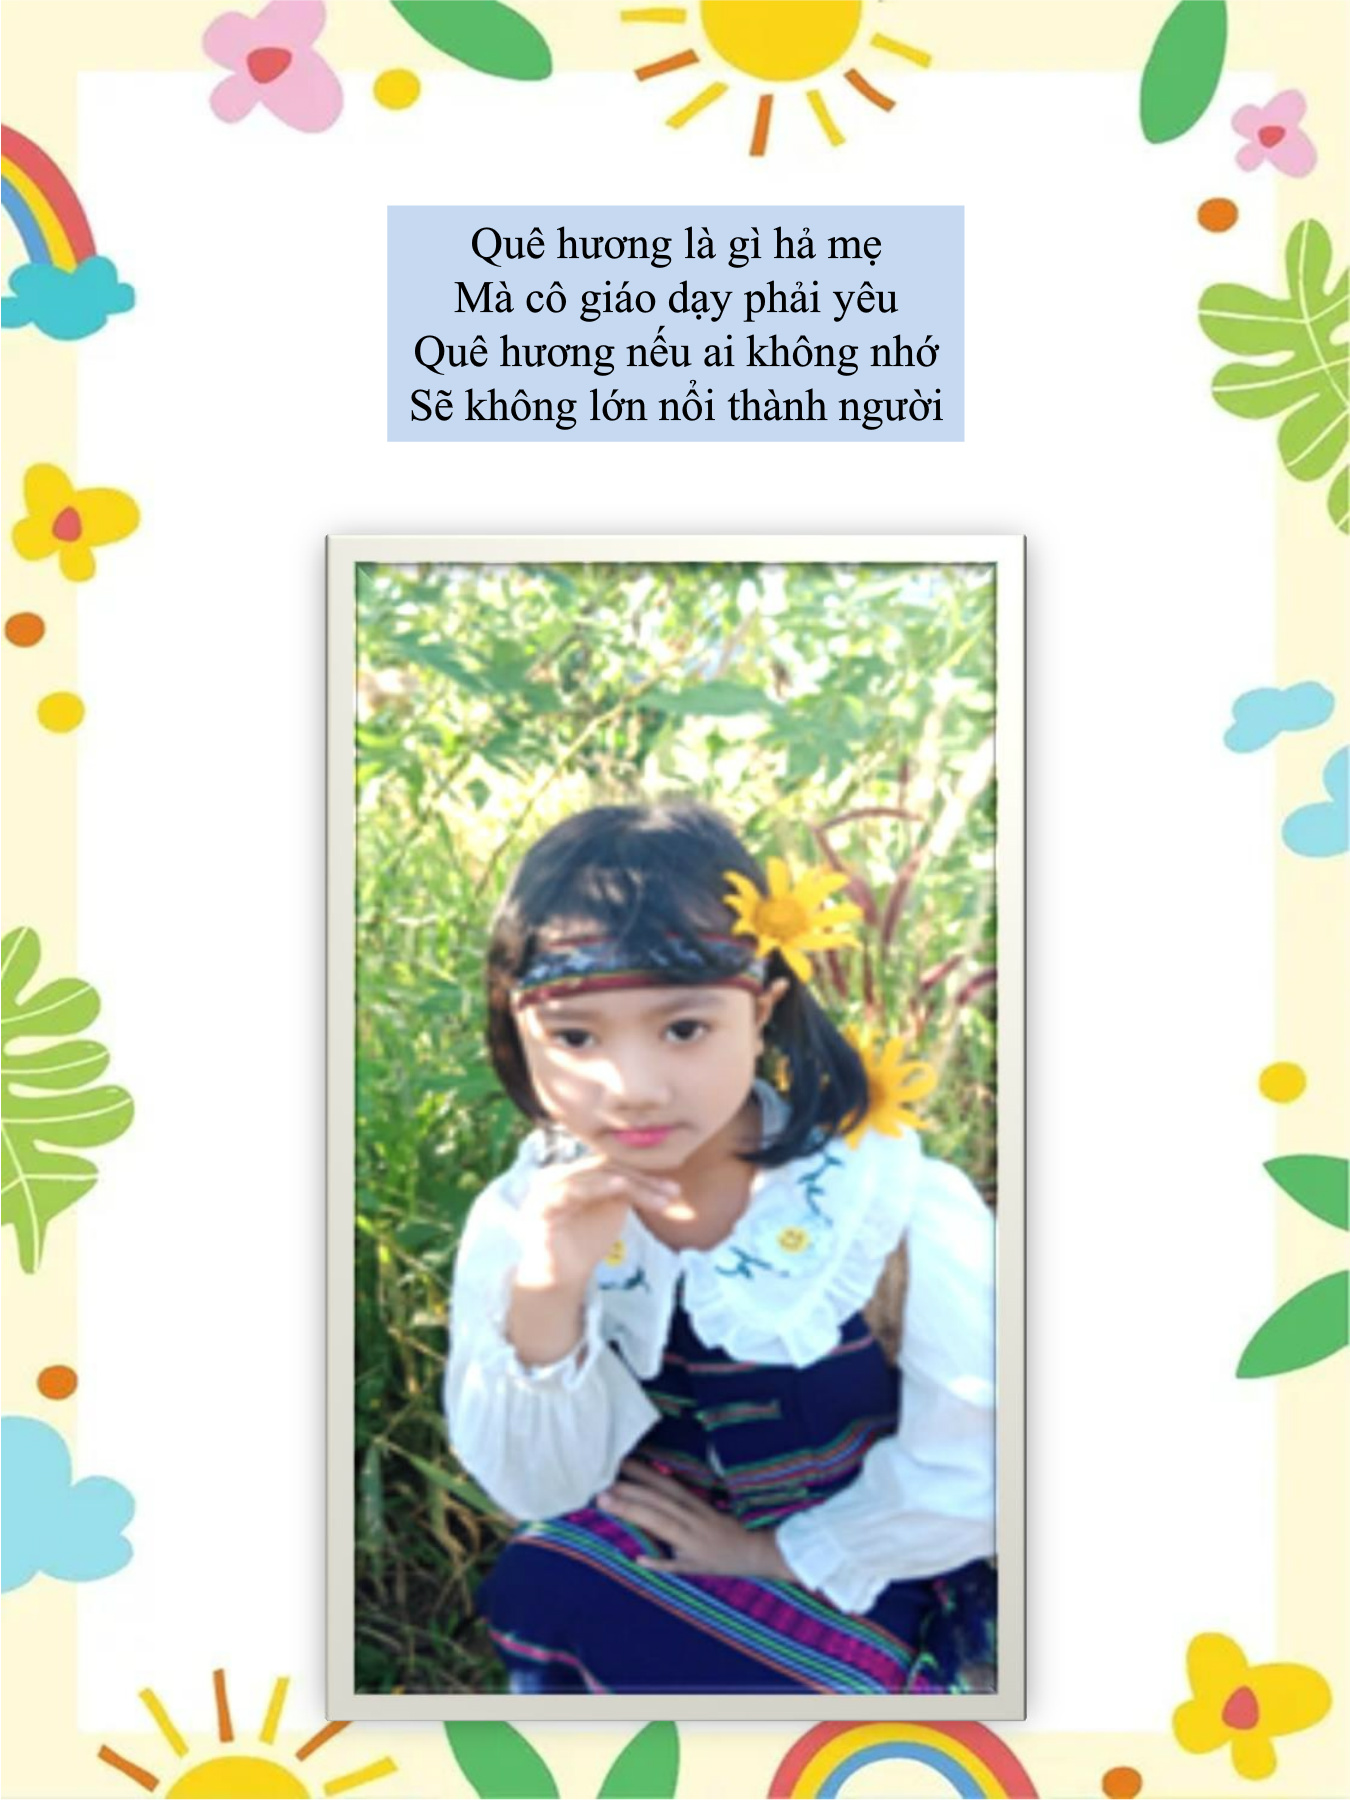 Quê hương là gì hả mẹ
Mà cô giáo dạy phải yêu
Quê hương nếu ai không nhớ
Sẽ không lớn nổi thành người